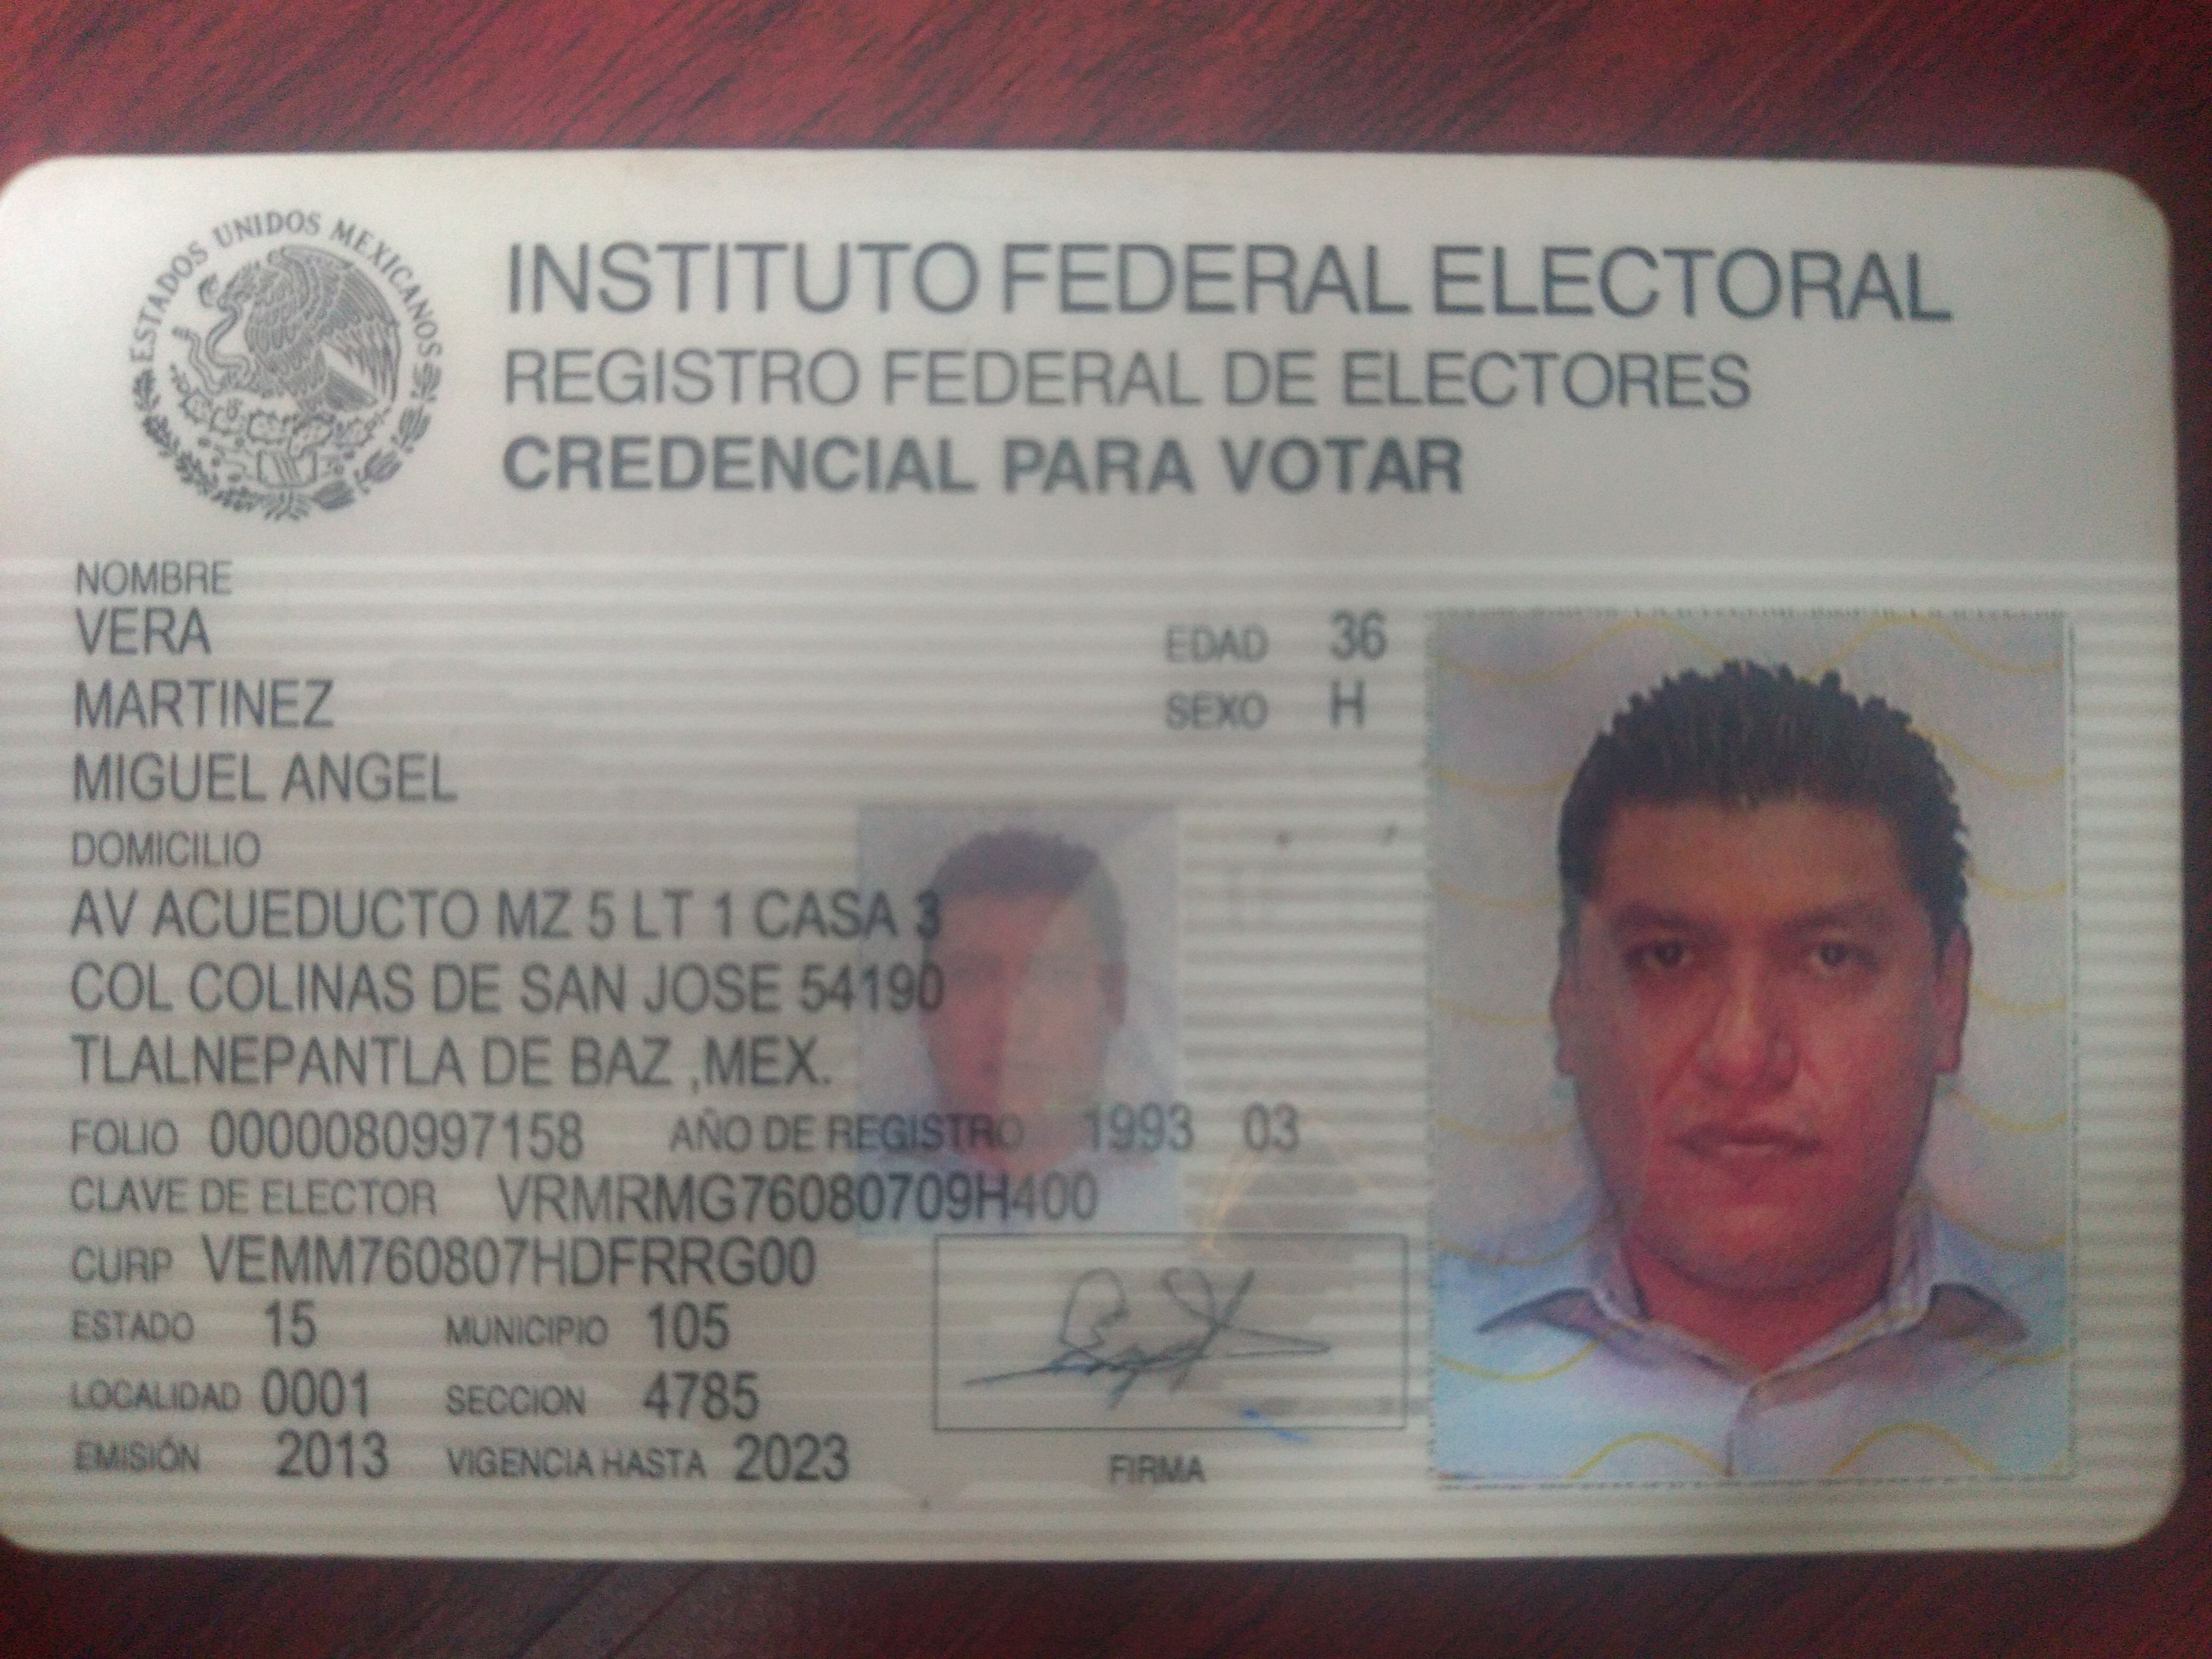 ESTADOS UNIDOS MEXICANOS
INSTITUTO FEDERAL ELECTORAL
REGISTRO FEDERAL DE ELECTORES
CREDENCIAL PARA VOTAR
NOMBRE
VERA
MARTINEZ
MIGUEL ANGEL
EDAD 36
SEXO H
DOMICILIO
AV ACUEDUCTO MZ 5 LT 1 CASA 3
COL COLINAS DE SAN JOSE 54190
TLALNEPANTLA DE BAZ ,MEX.
FOLIO 0000080997158 AÑO DE REGISTRO 1993 03
CLAVE DE ELECTOR VRMRMG76080709H400
CURP VEMM760807HDFRRG00
ESTADO 15 MUNICIPIO 105
LOCALIDAD 0001 SECCION 4785
EMISIÓN 2013 VIGENCIA HASTA 2023
FIRMA